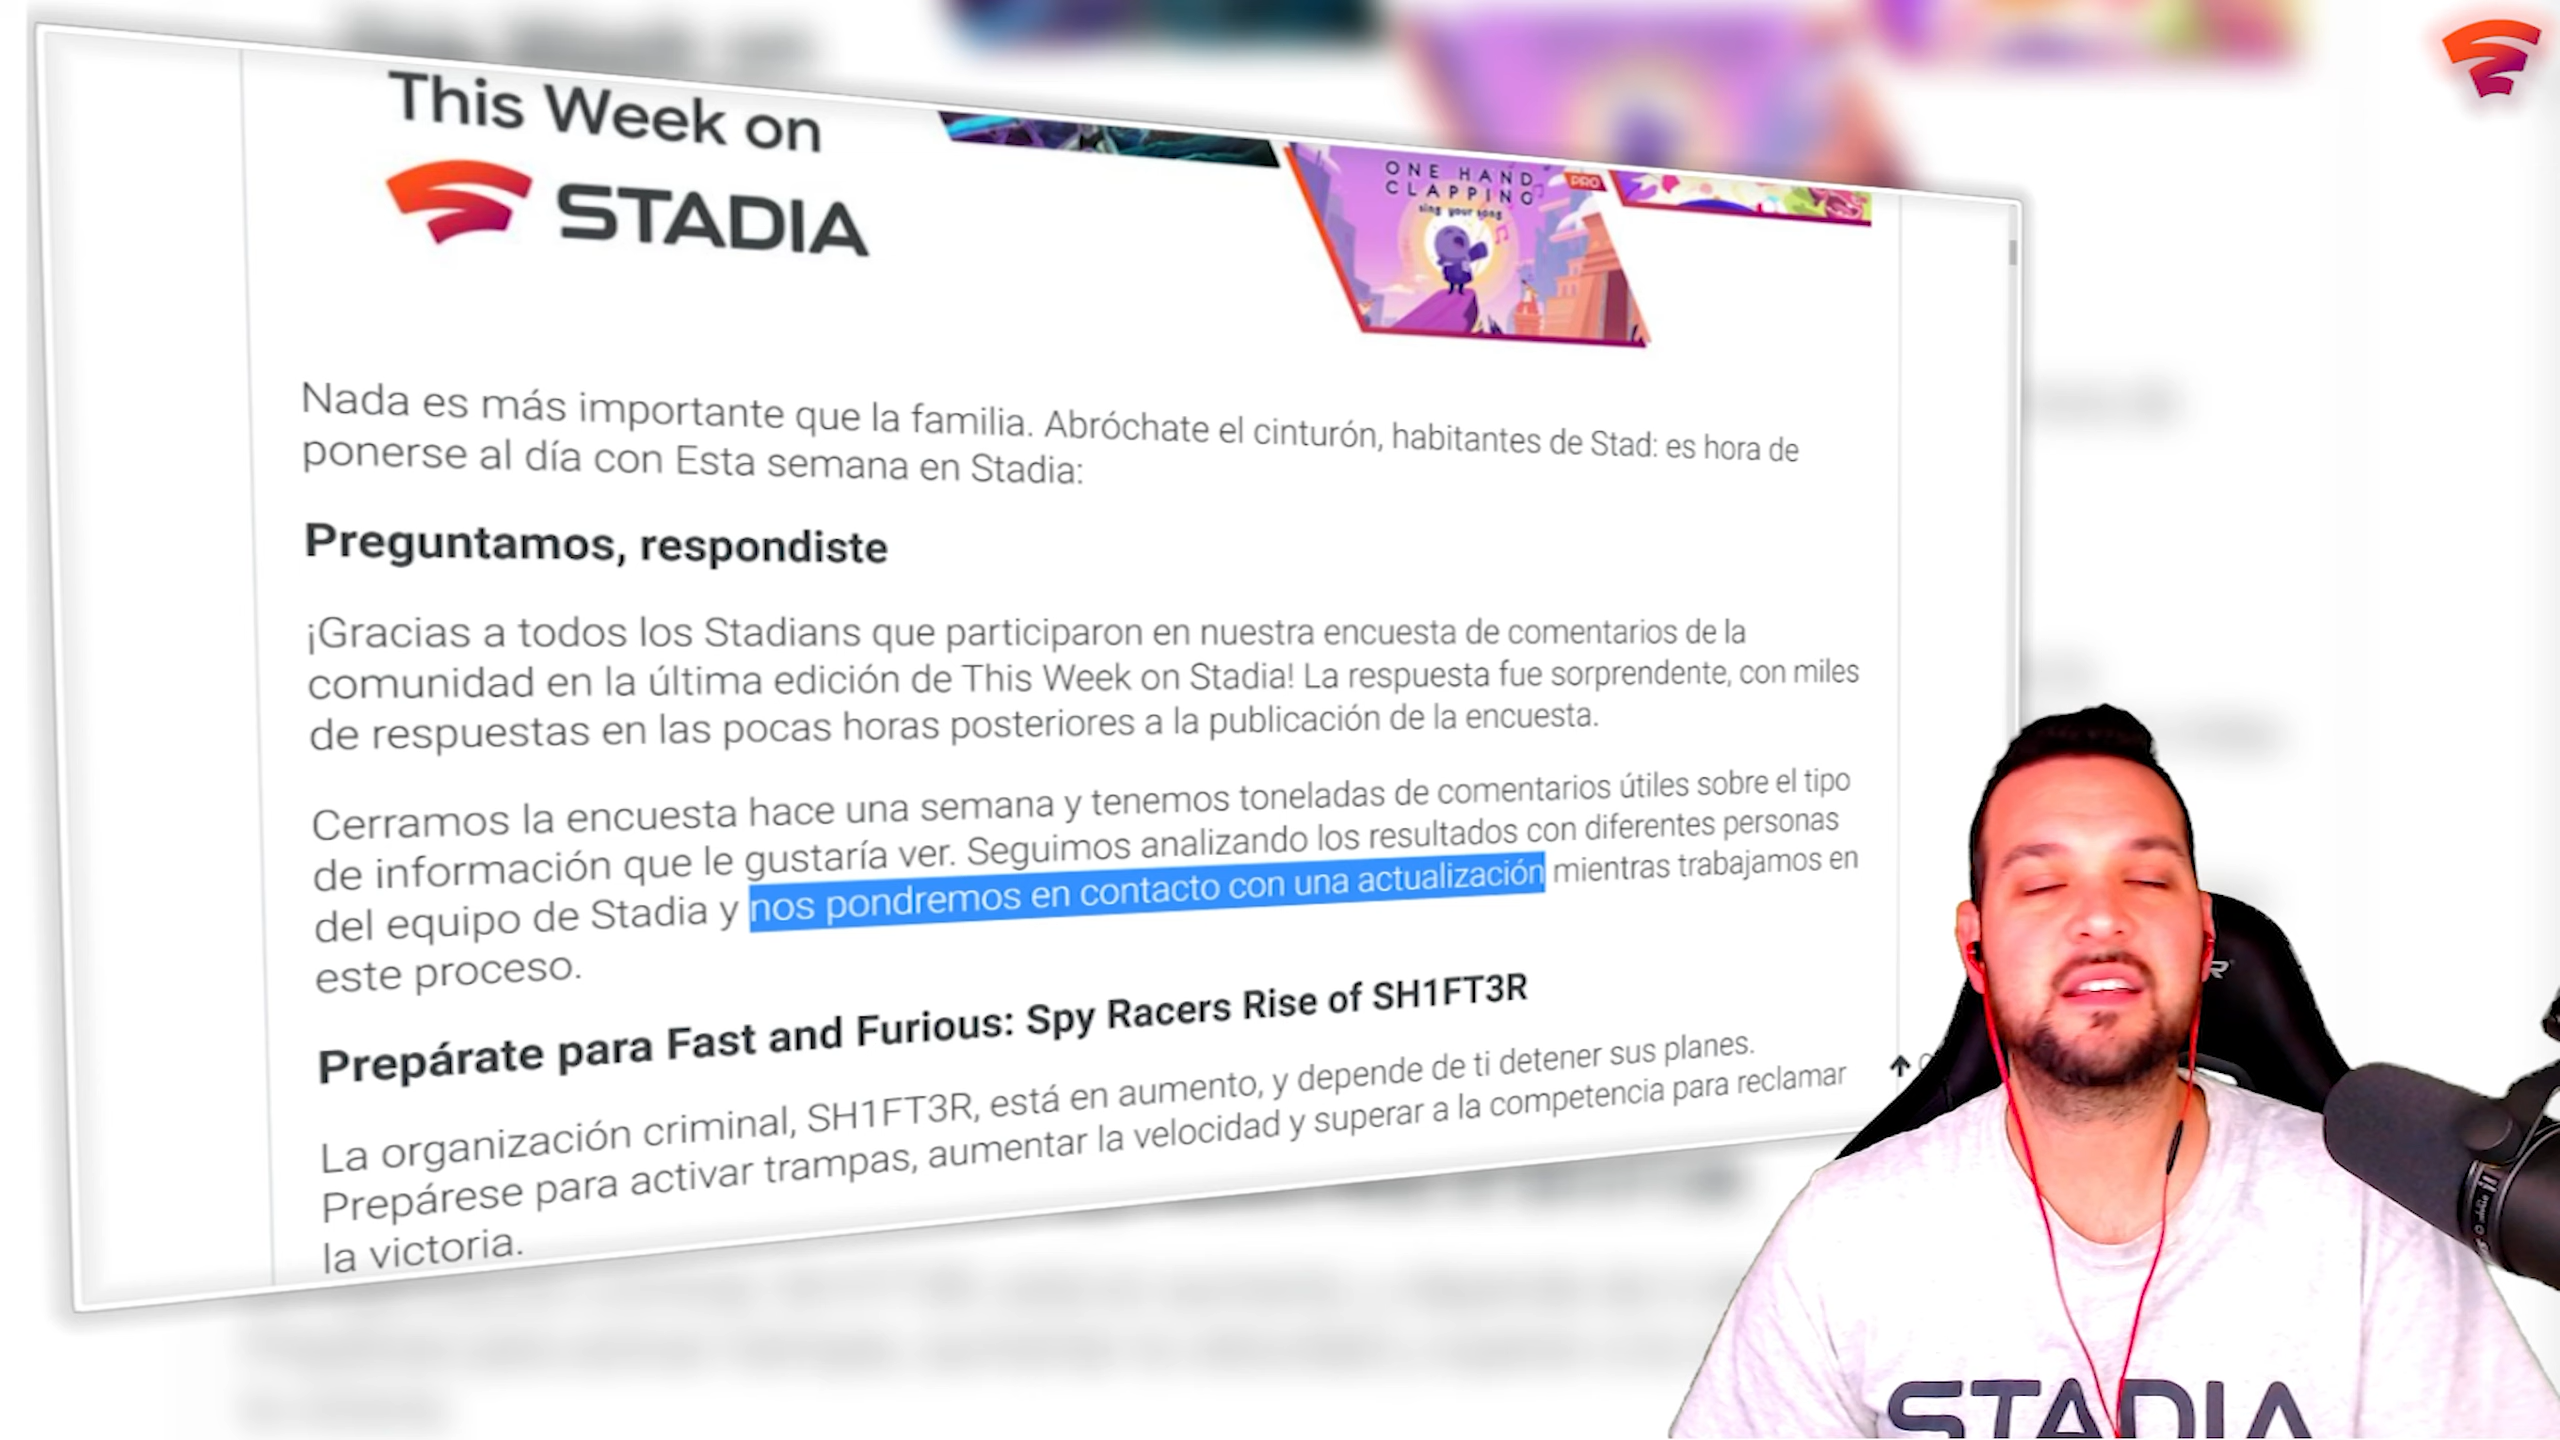 This Week on
STADIA
ONE HAND
CLAPPING
sing your song
PRO
Nada es más importante que la familia. Abróchate el cinturón, habitantes de Stad: es hora de
ponerse al día con Esta semana en Stadia:
Preguntamos, respondiste
¡Gracias a todos los Stadians que participaron en nuestra encuesta de comentarios de la
comunidad en la última edición de This Week on Stadia! La respuesta fue sorprendente, con miles
de respuestas en las pocas horas posteriores a la publicación de la encuesta.
Cerramos la encuesta hace una semana y tenemos toneladas de comentarios útiles sobre el tipo
de información que le gustaría ver. Seguimos analizando los resultados con diferentes personas
del equipo de Stadia y nos pondremos en contacto con una actualización mientras trabajamos en
este proceso.
Prepárate para Fast and Furious: Spy Racers Rise of SH1FT3R
La organización criminal, SH1FT3R, está en aumento, y depende de ti detener sus planes.
Prepárese para activar trampas, aumentar la velocidad y superar a la competencia para reclamar
la victoria.
STADIA